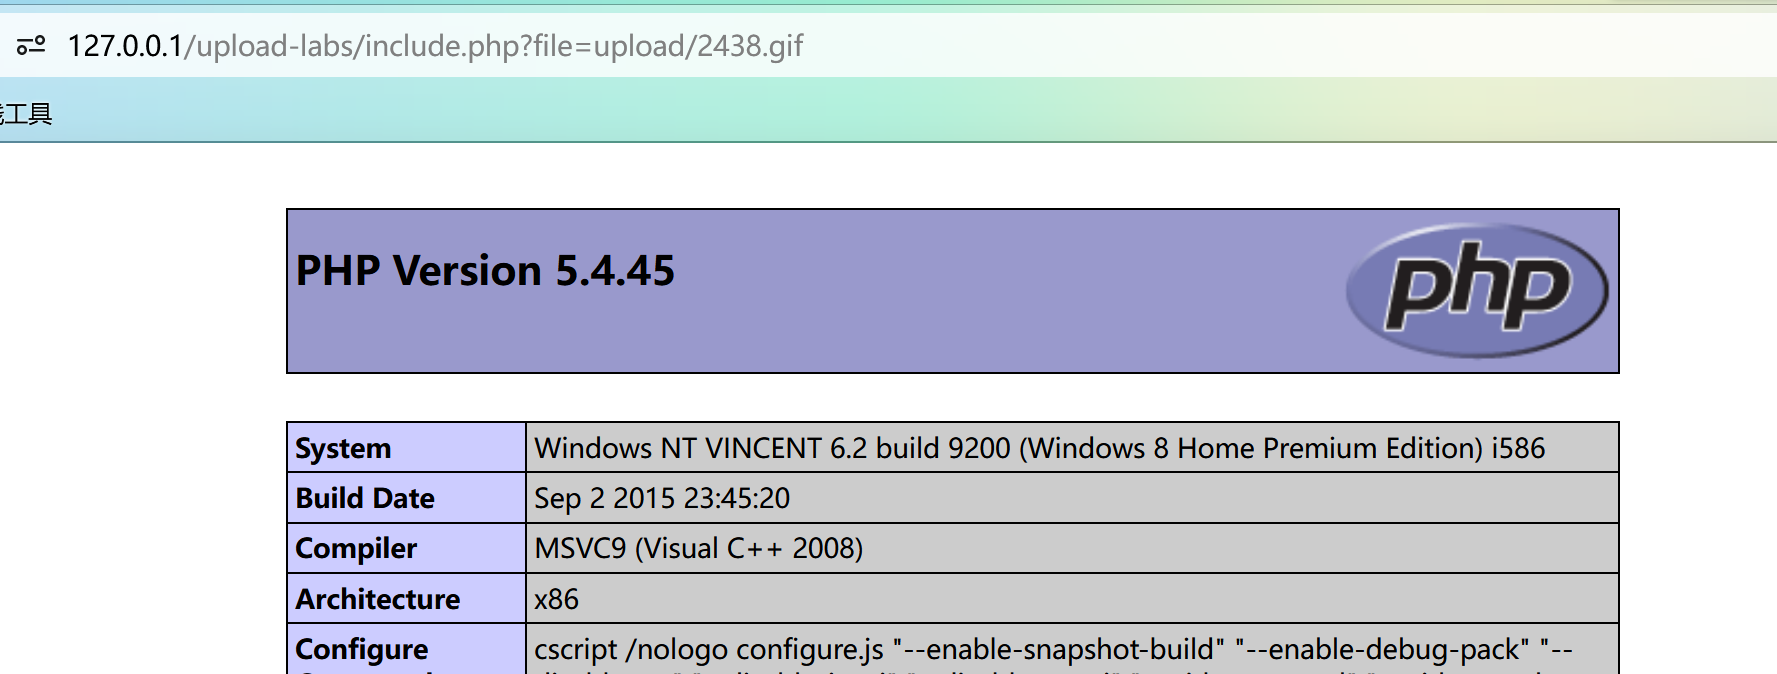 127.0.0.1/upload-labs/include.php?file=upload/2438.gif
工具
PHP Version 5.4.45
php
System Windows NT VINCENT 6.2 build 9200 (Windows 8 Home Premium Edition) i586
Build Date Sep 2 2015 23:45:20
Compiler MSVC9 (Visual C++ 2008)
Architecture x86
Configure cscript /nologo configure.js "--enable-snapshot-build" "--enable-debug-pack" "--